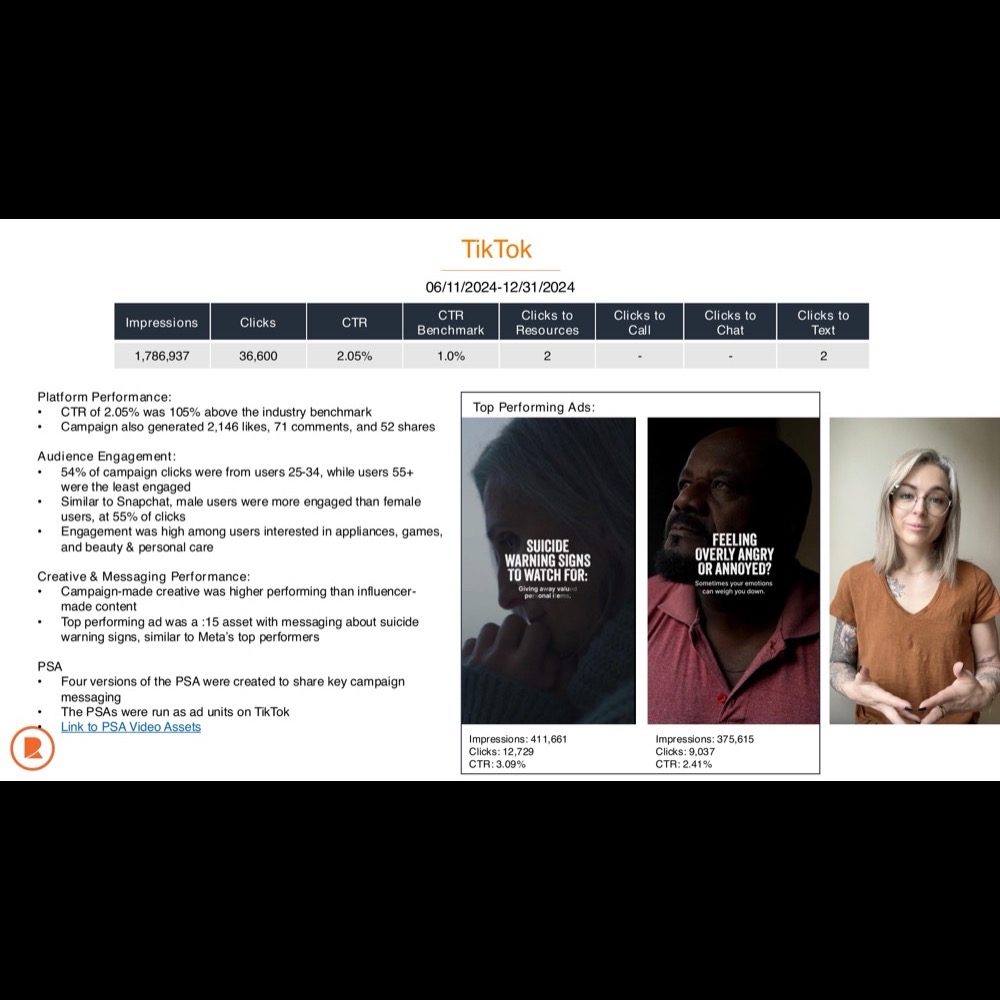 TikTok
06/11/2024-12/31/2024
Impressions Clicks CTR CTR Benchmark Clicks to Resources Clicks to Call Clicks to Chat Clicks to Text
1,786,937 36,600 2.05% 1.0% 2 - - 2
Platform Performance:
• CTR of 2.05% was 105% above the industry benchmark
• Campaign also generated 2,146 likes, 71 comments, and 52 shares
Audience Engagement:
• 54% of campaign clicks were from users 25-34, while users 55+
were the least engaged
• Similar to Snapchat, male users were more engaged than female
users, at 55% of clicks
• Engagement was high among users interested in appliances, games,
and beauty & personal care
Creative & Messaging Performance:
• Campaign-made creative was higher performing than influencer-
made content
• Top performing ad was a :15 asset with messaging about suicide
warning signs, similar to Meta's top performers
PSA
• Four versions of the PSA were created to share key campaign
messaging
• The PSAs were run as ad units on TikTok
• Link to PSA Video Assets
R
Top Performing Ads:
SUICIDE
WARNING SIGNS
TO WATCH FOR:
Giving away valued
personal items.
Impressions: 411,661
Clicks: 12,729
CTR: 3.09%
FEELING
OVERLY ANGRY
OR ANNOYED?
Sometimes your emotions
can weigh you down.
Impressions: 375,615
Clicks: 9,037
CTR: 2.41%